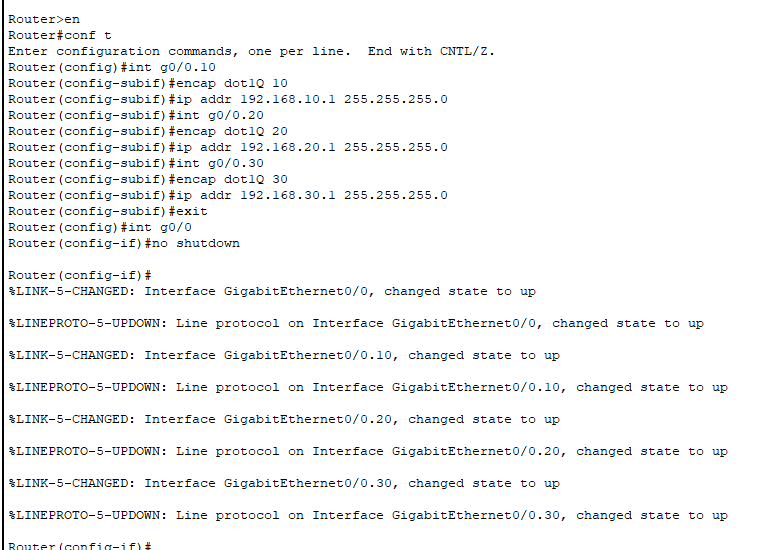 Router>en
Router#conf t
Enter configuration commands, one per line.  End with CNTL/Z.
Router(config)#int g0/0.10
Router(config-subif)#encap dot1Q 10
Router(config-subif)#ip addr 192.168.10.1 255.255.255.0
Router(config-subif)#int g0/0.20
Router(config-subif)#encap dot1Q 20
Router(config-subif)#ip addr 192.168.20.1 255.255.255.0
Router(config-subif)#int g0/0.30
Router(config-subif)#encap dot1Q 30
Router(config-subif)#ip addr 192.168.30.1 255.255.255.0
Router(config-subif)#exit
Router(config)#int g0/0
Router(config-if)#no shutdown
Router(config-if)#
%LINK-5-CHANGED: Interface GigabitEthernet0/0, changed state to up
%LINEPROTO-5-UPDOWN: Line protocol on Interface GigabitEthernet0/0, changed state to up
%LINK-5-CHANGED: Interface GigabitEthernet0/0.10, changed state to up
%LINEPROTO-5-UPDOWN: Line protocol on Interface GigabitEthernet0/0.10, changed state to up
%LINK-5-CHANGED: Interface GigabitEthernet0/0.20, changed state to up
%LINEPROTO-5-UPDOWN: Line protocol on Interface GigabitEthernet0/0.20, changed state to up
%LINK-5-CHANGED: Interface GigabitEthernet0/0.30, changed state to up
%LINEPROTO-5-UPDOWN: Line protocol on Interface GigabitEthernet0/0.30, changed state to up
Router(config-if)#